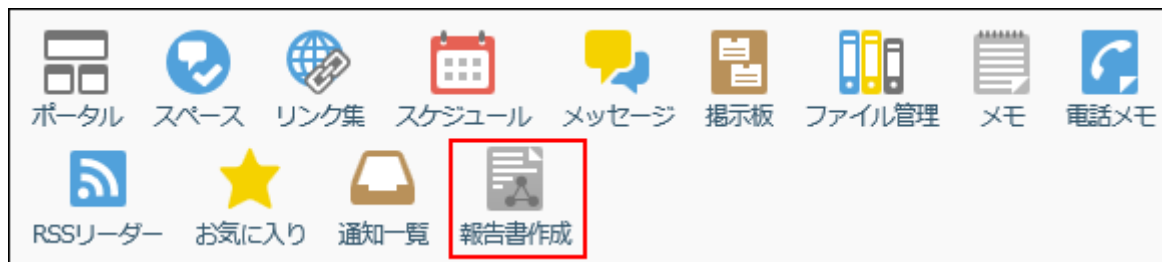 ポータル スペース リンク集 スケジュール メッセージ 掲示板 ファイル管理 メモ 電話メモ
RSSリーダー お気に入り 通知一覧 報告書作成